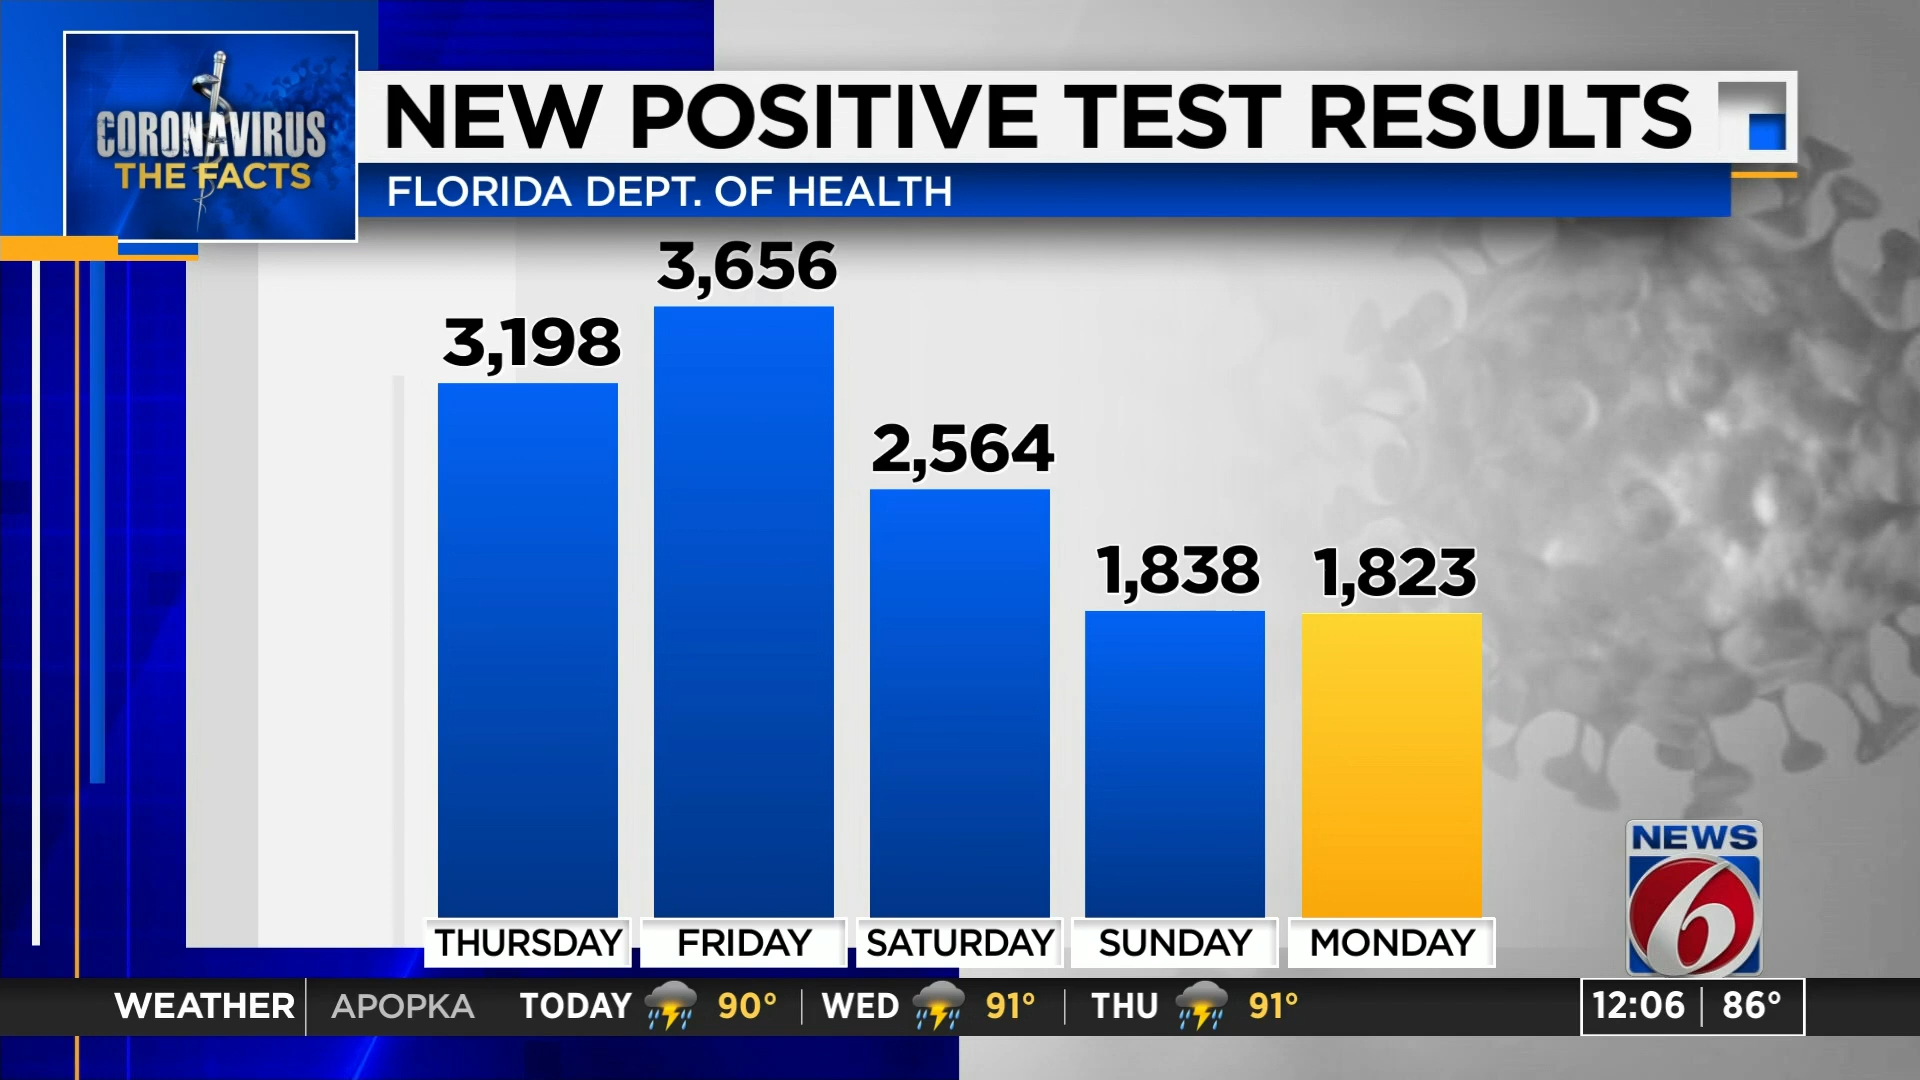 CORONAVIRUS
THE FACTS
NEW POSITIVE TEST RESULTS
FLORIDA DEPT. OF HEALTH
3,198
3,656
2,564
1,838
1,823
THURSDAY
FRIDAY
SATURDAY
SUNDAY
MONDAY
NEWS
6
WEATHER APOPKA TODAY 90° WED 91° THU 91° 12:06 86°